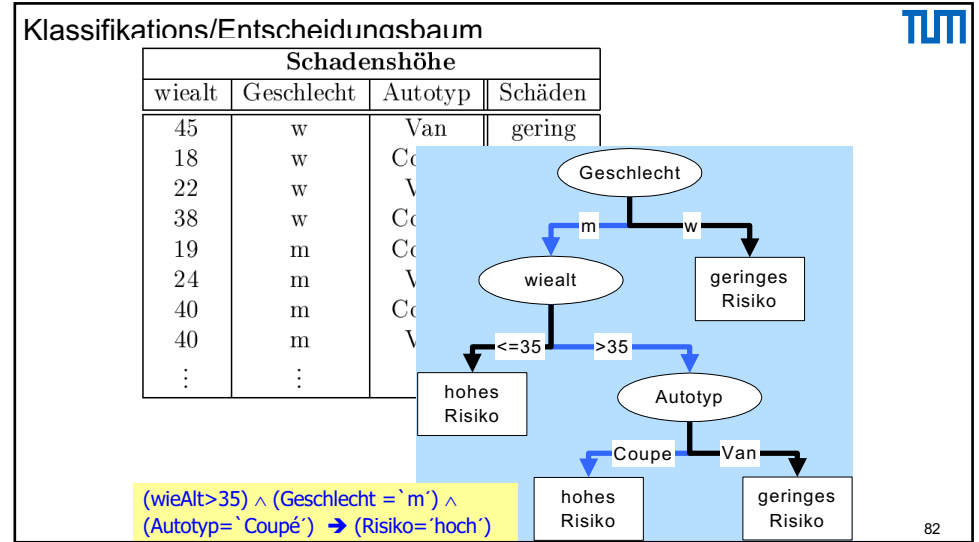 Klassifikations/Entscheidungsbaum
TUM
Schadenshöhe
wiealt Geschlecht Autotyp Schäden
45 w Van gering
18 w
22 w
38 w
19 m
24 m
40 m
40 m
⋮ ⋮
Geschlecht
m w
wiealt
geringes
Risiko
<=35 >35
hohes
Risiko
Autotyp
Coupe Van
hohes
Risiko
geringes
Risiko
(wieAlt>35) ∧ (Geschlecht =`m´) ∧
(Autotyp=`Coupé´) ➔ (Risiko=´hoch´)
82